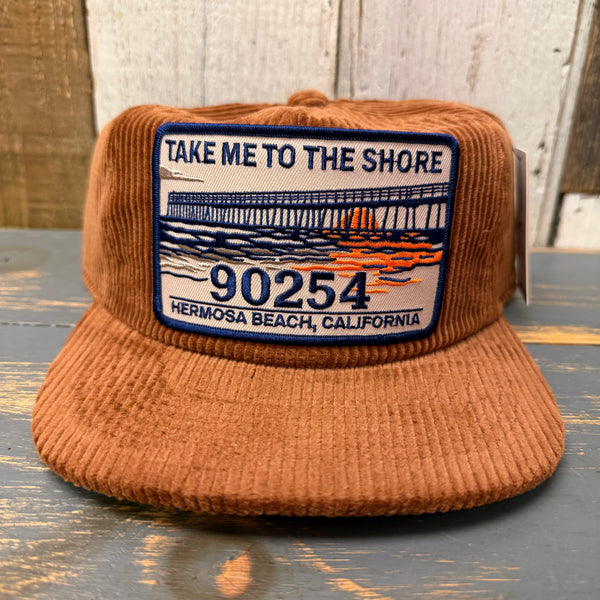 TAKE ME TO THE SHORE
90254
HERMOSA BEACH, CALIFORNIA